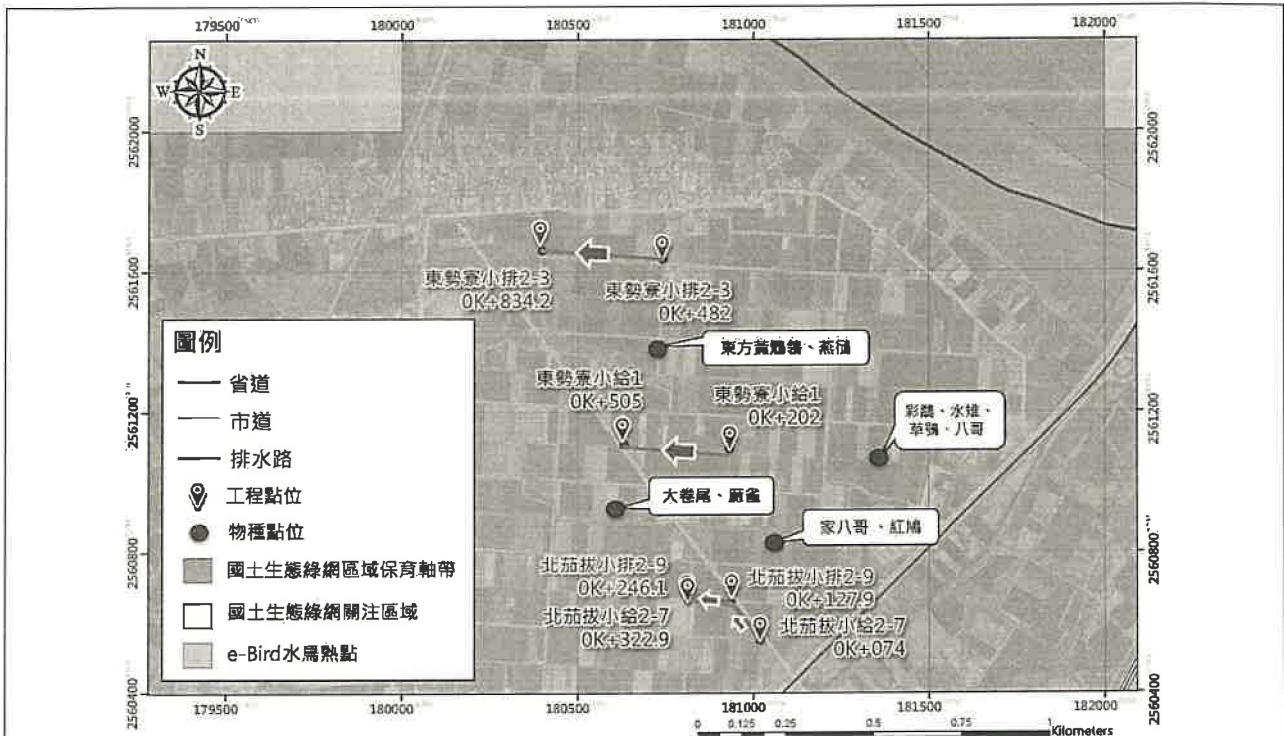 179500
180000
180500
181000
181500
182000
N
W
E
S
2562000
2562000
東勢寮小排2-3
0K+834.2
東勢寮小排2-3
0K+482
2561600
2561600
東方黃鶺鴒、燕鴴
東勢寮小給1
0K+505
東勢寮小給1
0K+202
彩鷸、水雉、
草鴞、八哥
2561200
2561200
大卷尾、麻雀
家八哥、紅鳩
2560800
2560800
北茄拔小排2-9
0K+246.1
北茄拔小給2-7
0K+322.9
北茄拔小排2-9
0K+127.9
北茄拔小給2-7
0K+074
圖例
省道
市道
排水路
工程點位
物種點位
國土生態綠網區域保育軸帶
國土生態綠網關注區域
e-Bird水鳥熱點
2560400
2560400
179500
180000
180500
181000
181500
182000
0 0.125 0.25 0.5 0.75 1
Kilometers